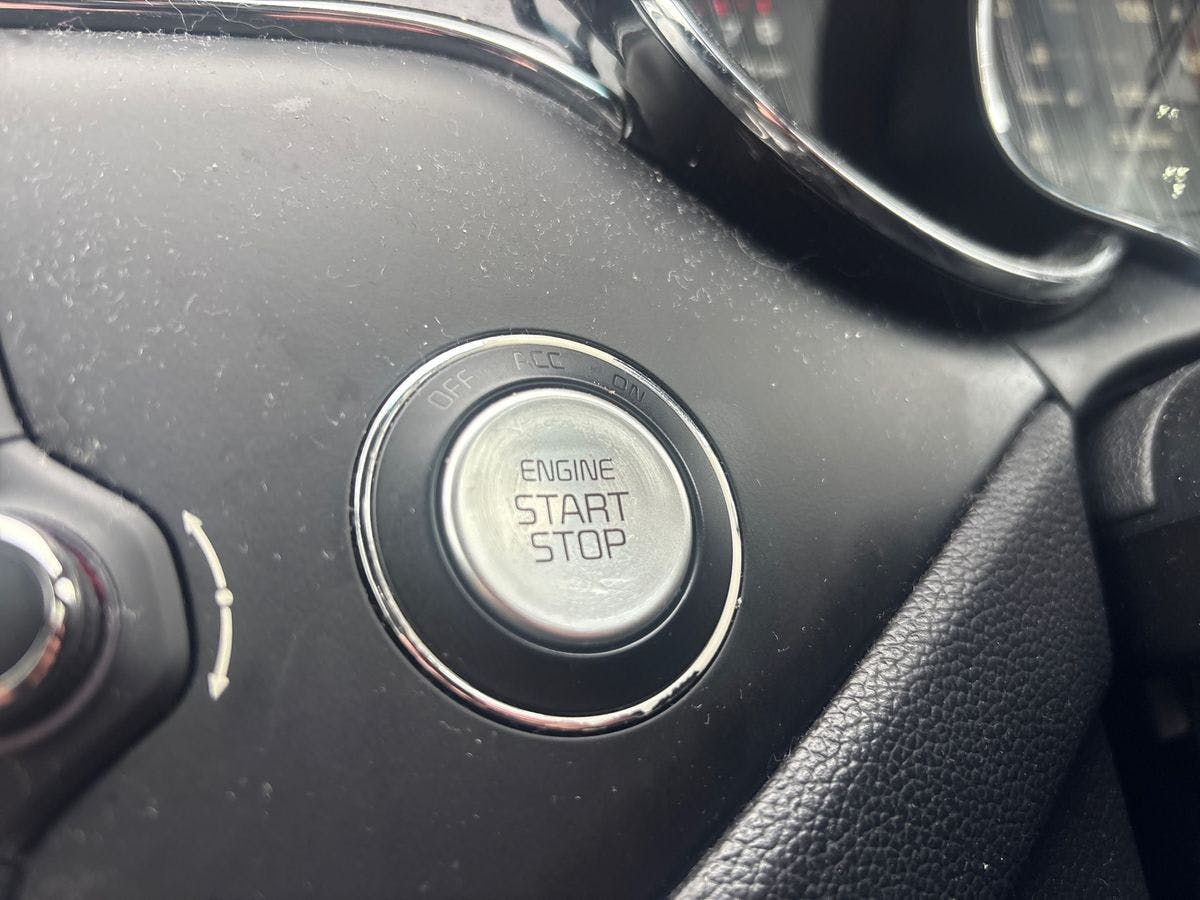 OFF ACC ON
ENGINE
START
STOP